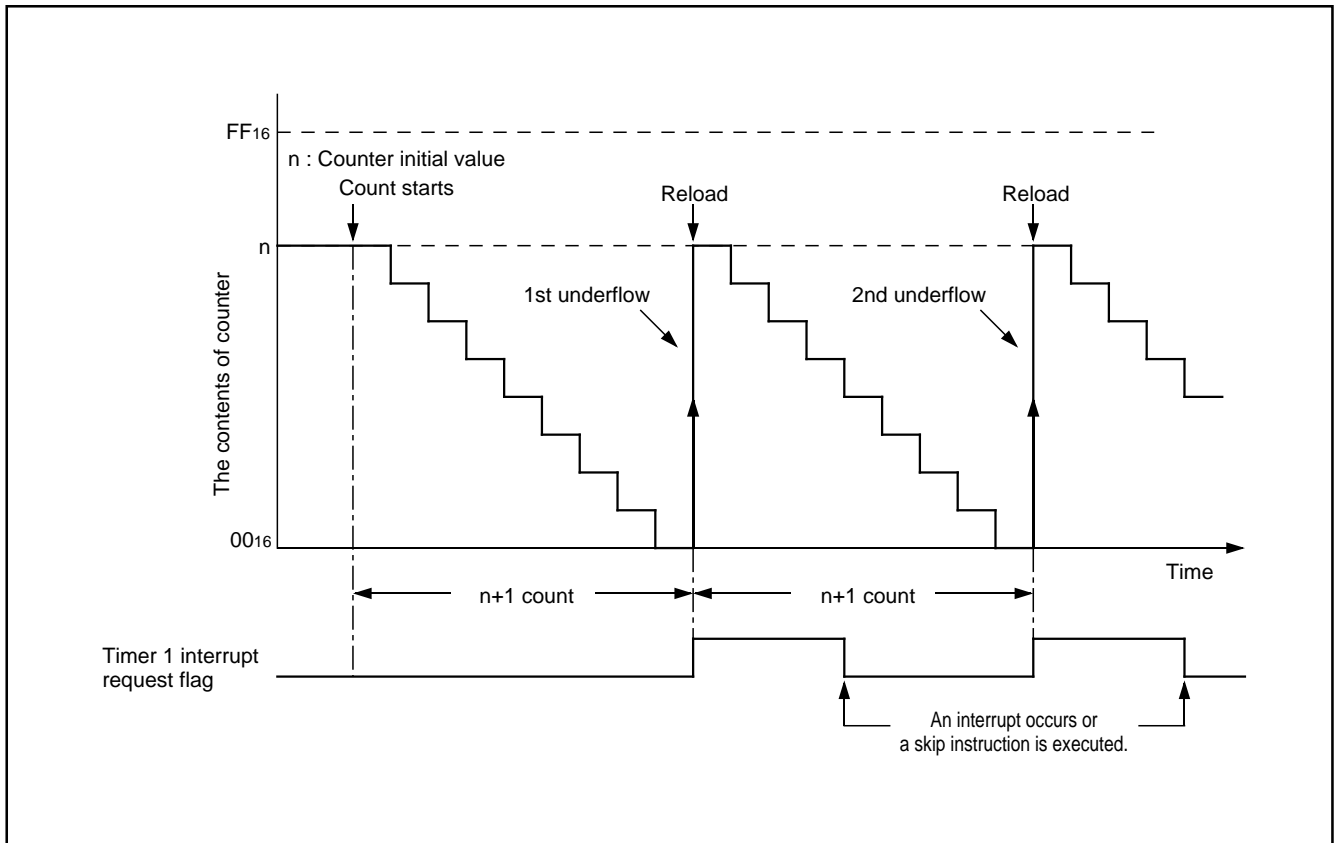 FF16
n : Counter initial value
Count starts
Reload
Reload
n
1st underflow
2nd underflow
The contents of counter
0016
Time
n+1 count
n+1 count
Timer 1 interrupt
request flag
An interrupt occurs or
a skip instruction is executed.